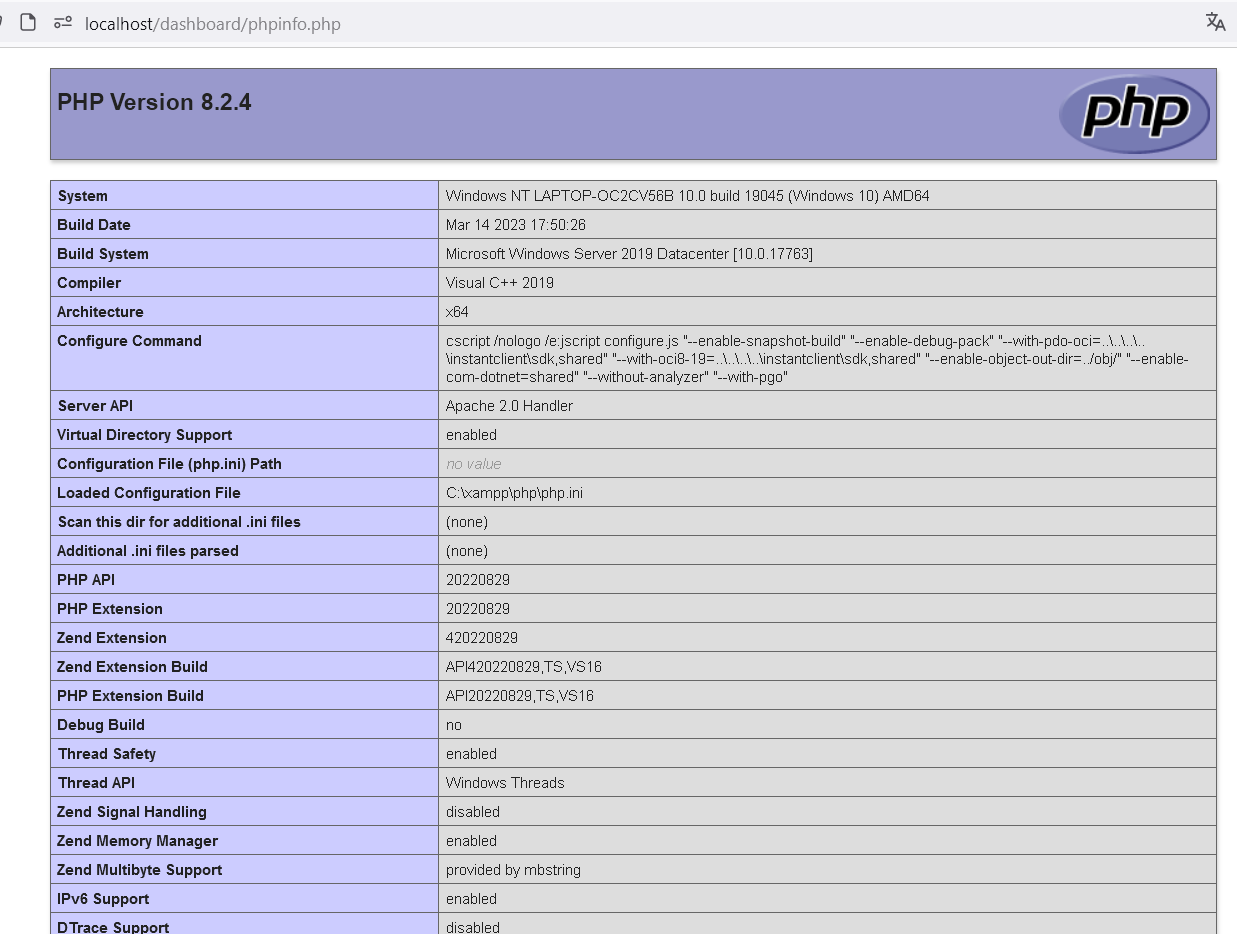 localhost/dashboard/phpinfo.php
PHP Version 8.2.4
php
System Windows NT LAPTOP-OC2CV56B 10.0 build 19045 (Windows 10) AMD64
Build Date Mar 14 2023 17:50:26
Build System Microsoft Windows Server 2019 Datacenter [10.0.17763]
Compiler Visual C++ 2019
Architecture x64
Configure Command cscript /nologo /e:jscript configure.js "--enable-snapshot-build" "--enable-debug-pack" "--with-pdo-oci=..\..\..\..
\instantclient\sdk,shared" "--with-oci8-19=..\..\..\..\instantclient\sdk,shared" "--enable-object-out-dir=../obj/" "--enable-
com-dotnet=shared" "--without-analyzer" "--with-pgo"
Server API Apache 2.0 Handler
Virtual Directory Support enabled
Configuration File (php.ini) Path no value
Loaded Configuration File C:\xampp\php\php.ini
Scan this dir for additional .ini files (none)
Additional .ini files parsed (none)
PHP API 20220829
PHP Extension 20220829
Zend Extension 420220829
Zend Extension Build API420220829,TS,VS16
PHP Extension Build API20220829,TS,VS16
Debug Build no
Thread Safety enabled
Thread API Windows Threads
Zend Signal Handling disabled
Zend Memory Manager enabled
Zend Multibyte Support provided by mbstring
IPv6 Support enabled
DTrace Support disabled